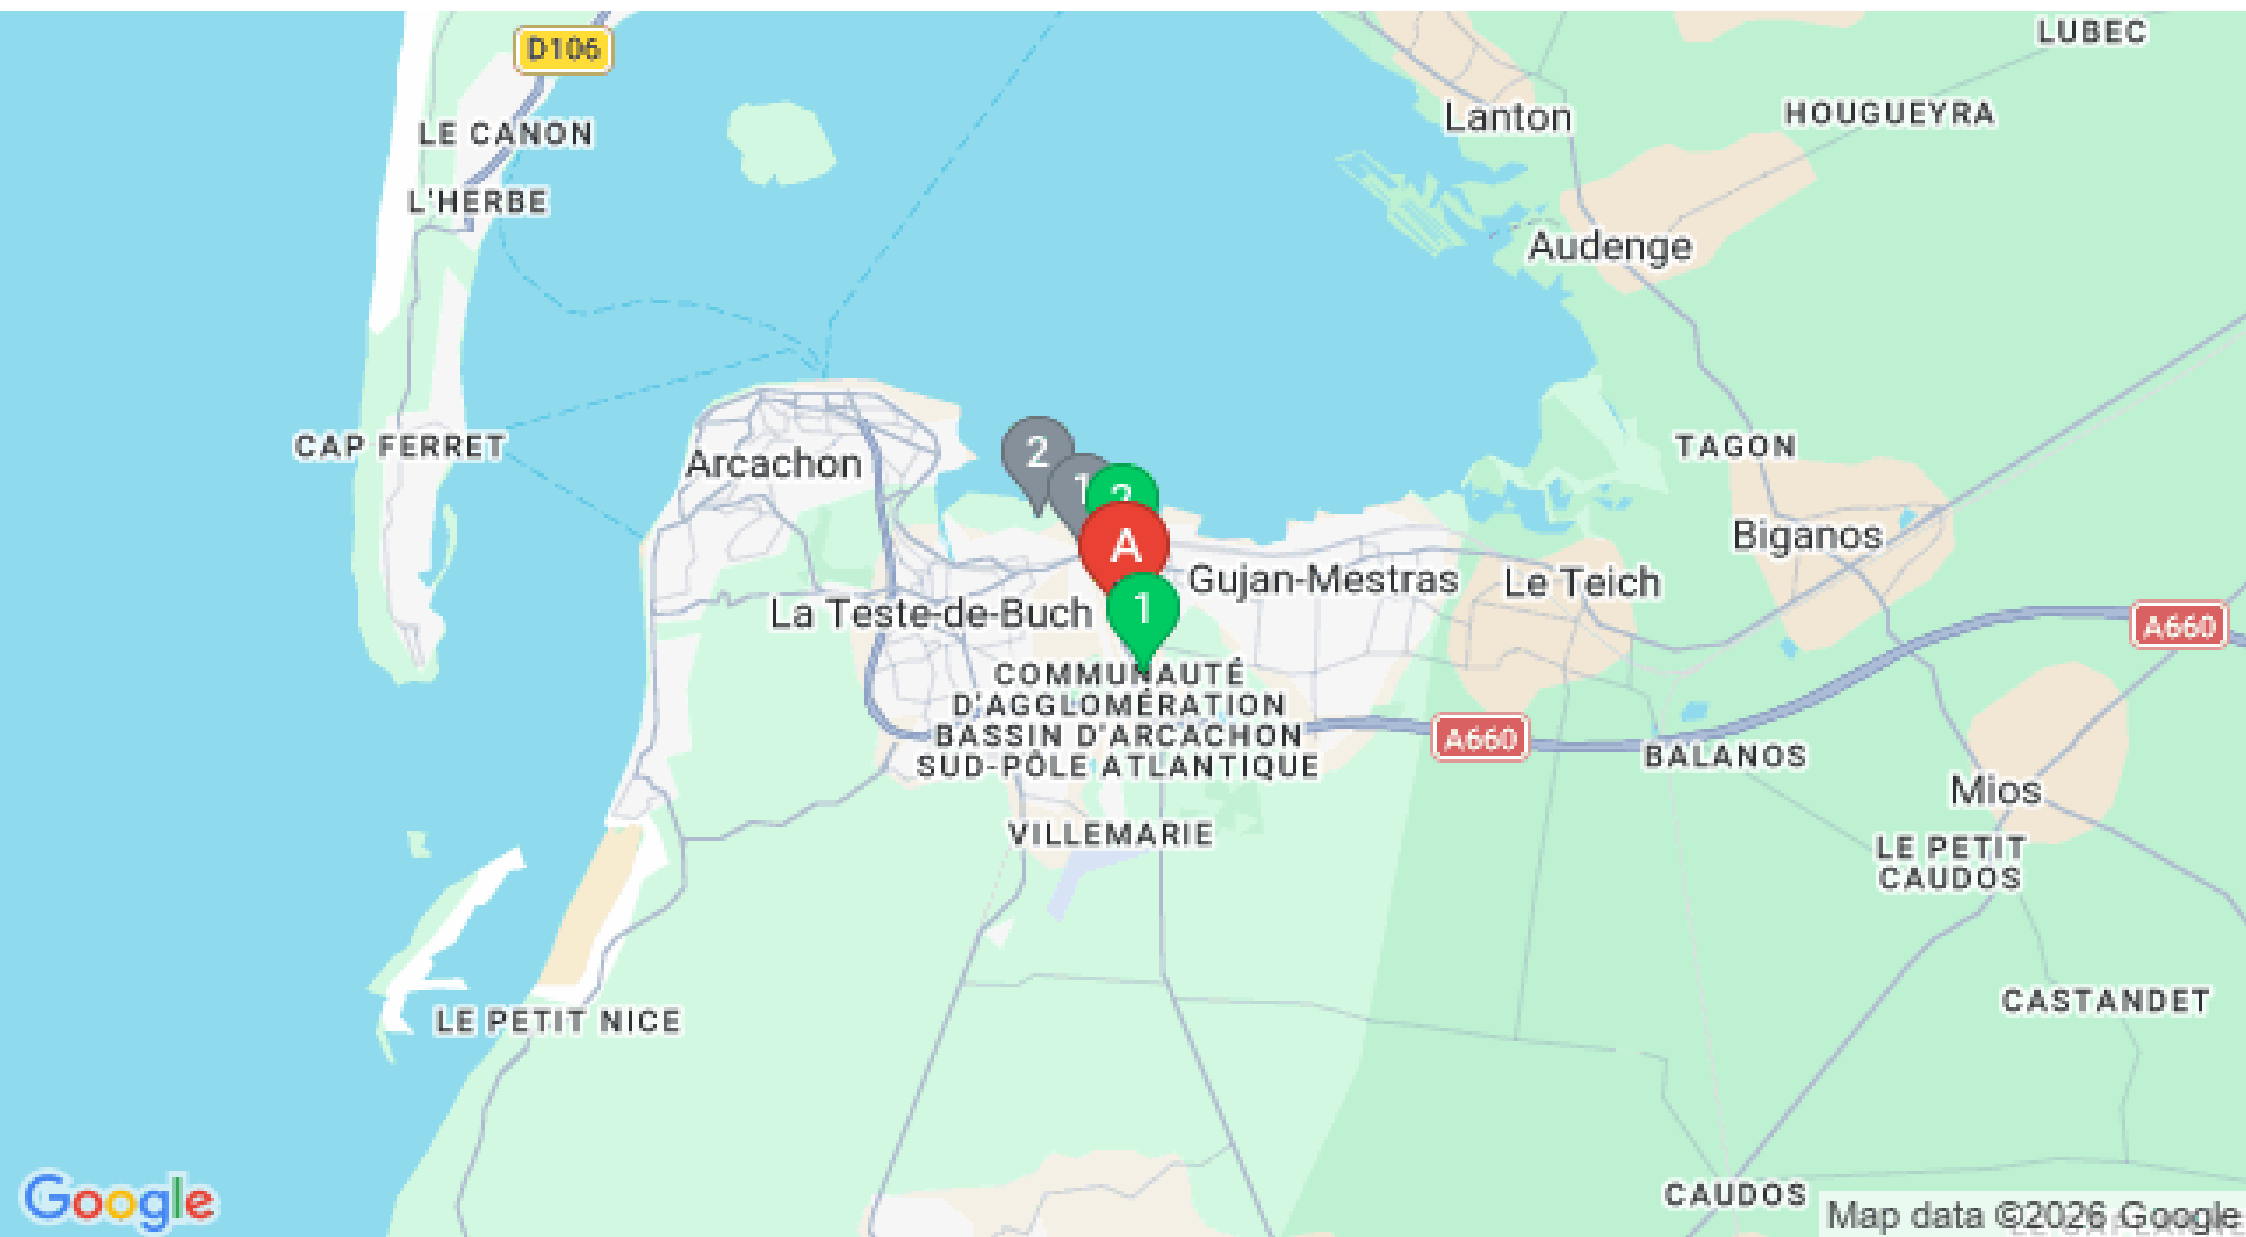 LUBEC
D106
Lanton
HOUGUEYRA
LE CANON
L'HERBE
Audenge
CAP FERRET
Arcachon
2
1
2
TAGON
A
Biganos
Gujan-Mestras
Le Teich
La Teste-de-Buch
1
A660
COMMUNAUTÉ
D'AGGLOMÉRATION
BASSIN D'ARCACHON
SUD-PÔLE ATLANTIQUE
A660
BALANOS
Mios
VILLEMARIE
LE PETIT
CAUDOS
LE PETIT NICE
CASTANDET
CAUDOS
Google
Map data ©2026 Google